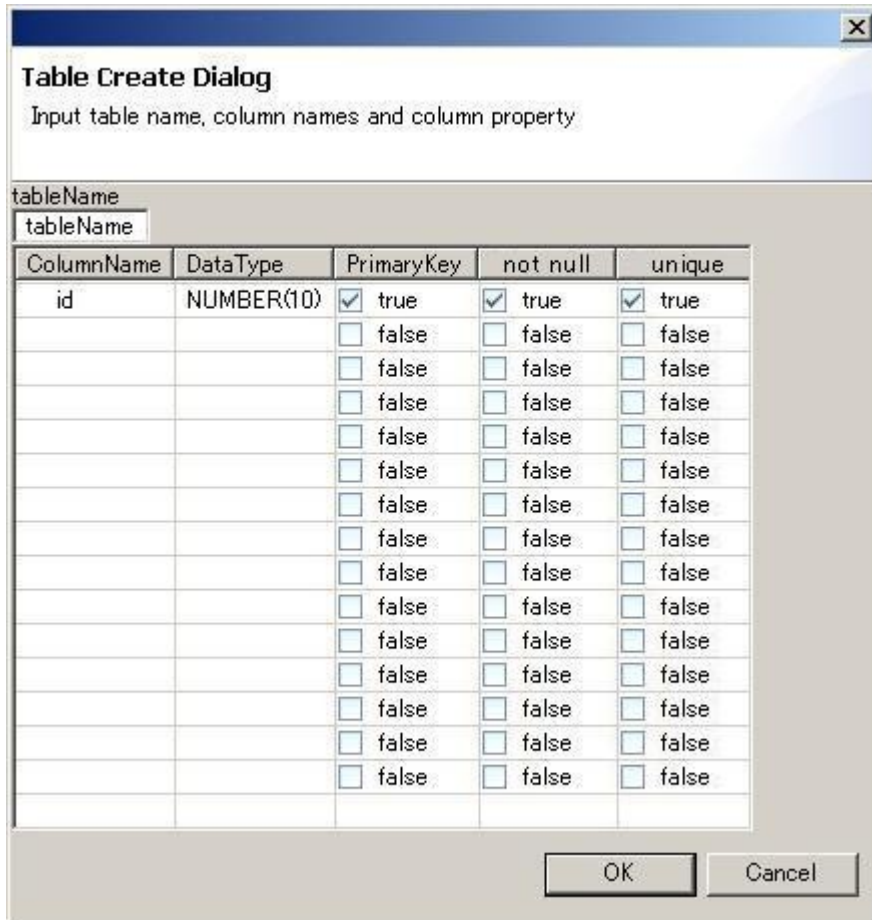 Table Create Dialog
Input table name, column names and column property
tableName
tableName
ColumnName DataType PrimaryKey not null unique
id NUMBER(10) true true true
false false false
false false false
false false false
false false false
false false false
false false false
false false false
false false false
false false false
false false false
false false false
false false false
false false false
false false false
OK Cancel